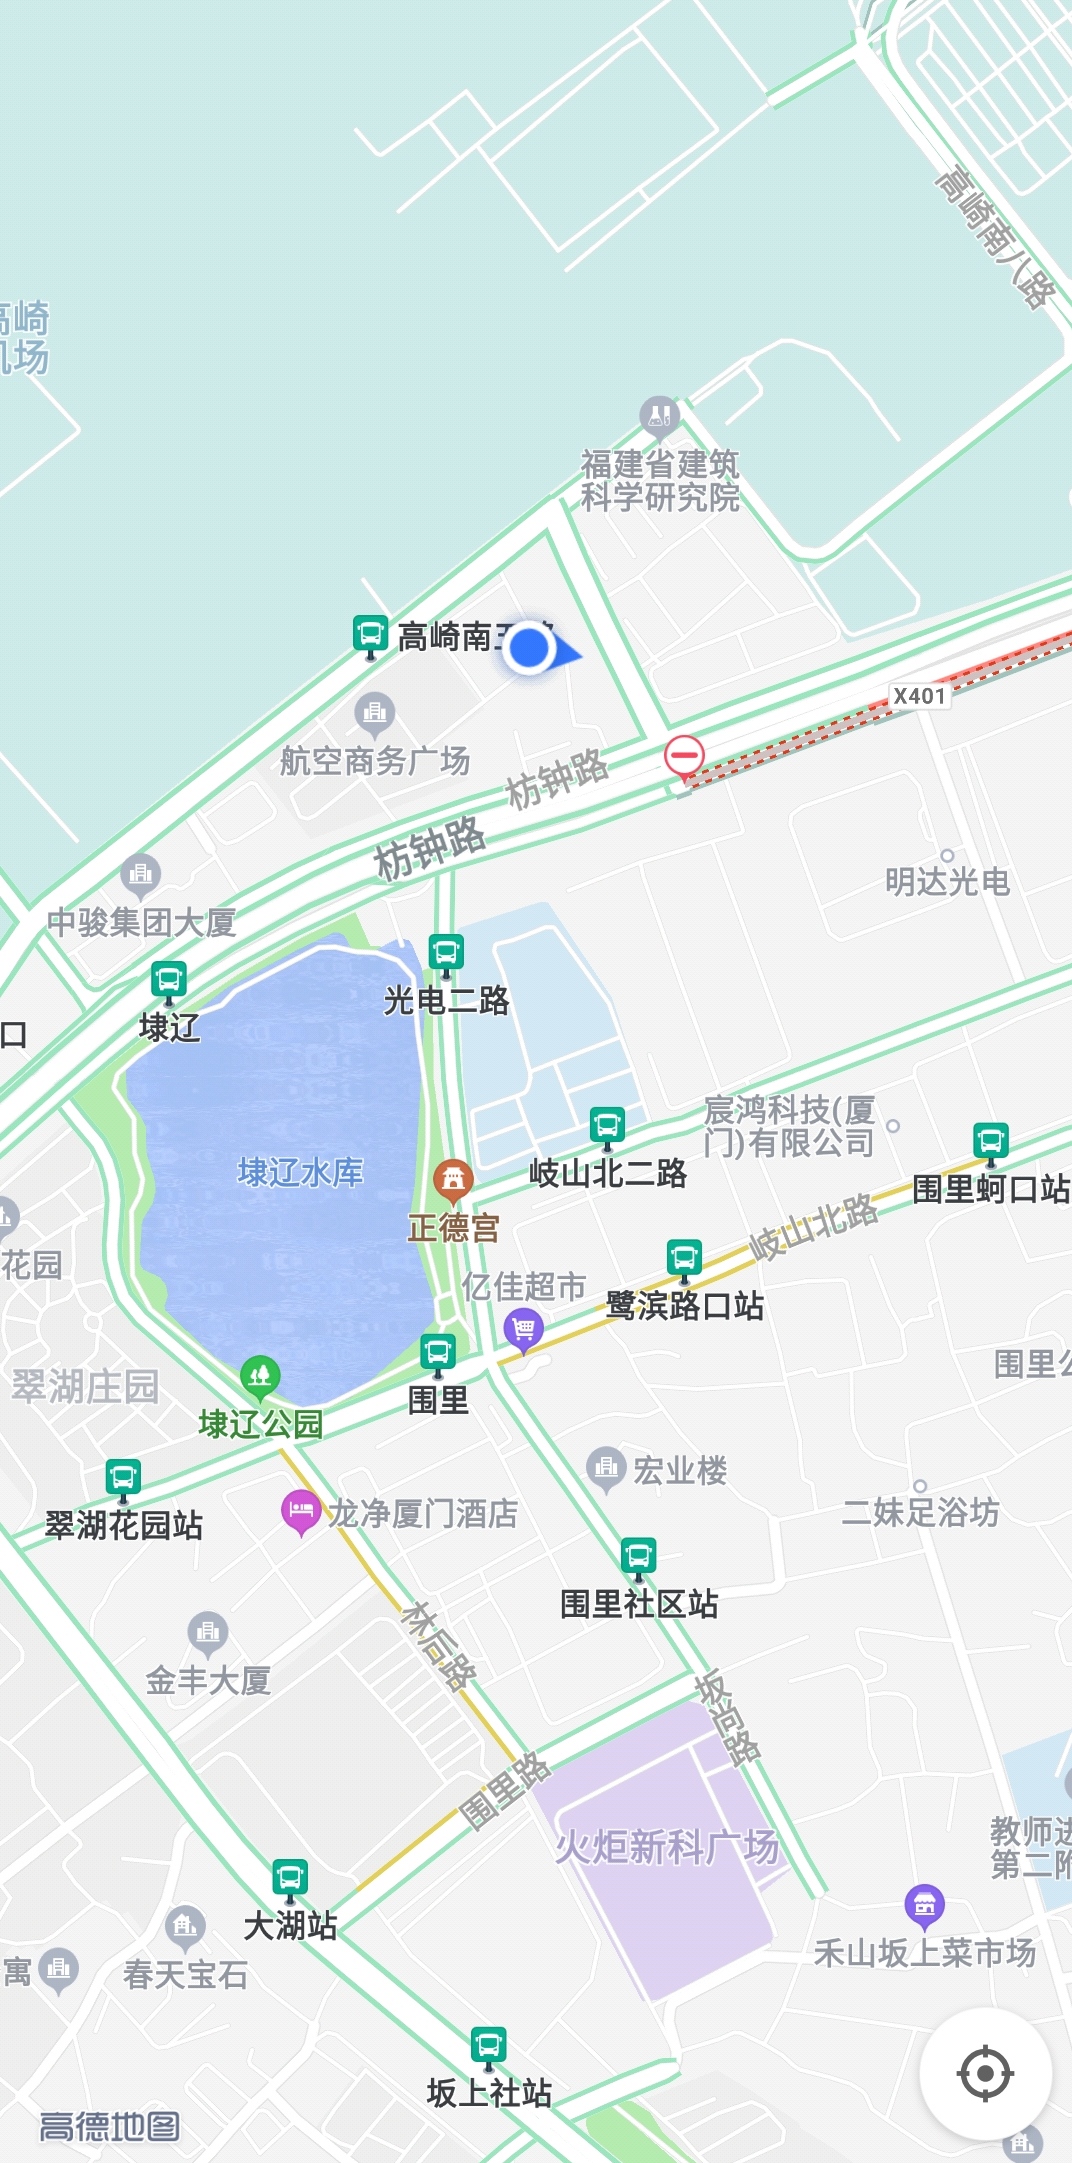 高崎南八路
高崎
机场
福建省建筑
科学研究院
高崎南五路
X401
航空商务广场
枋钟路
枋钟路
明达光电
中骏集团大厦
光电二路
埭辽
口
宸鸿科技(厦
门)有限公司
岐山北二路
埭辽水库
围里蚵口站
正德宫
岐山北路
花园
亿佳超市
鹭滨路口站
围里公
翠湖庄园
围里
埭辽公园
宏业楼
翠湖花园站
龙净厦门酒店
二妹足浴坊
围里社区站
林后路
金丰大厦
坂尚路
围里路
火炬新科广场
教师进
第二附
大湖站
禾山坂上菜市场
寓
春天宝石
坂上社站
高德地图